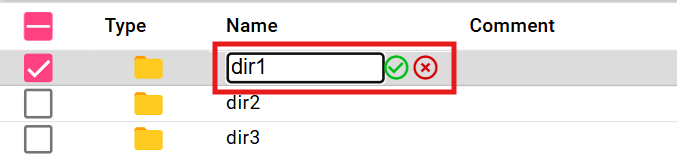 Type Name Comment
dir1
dir2
dir3